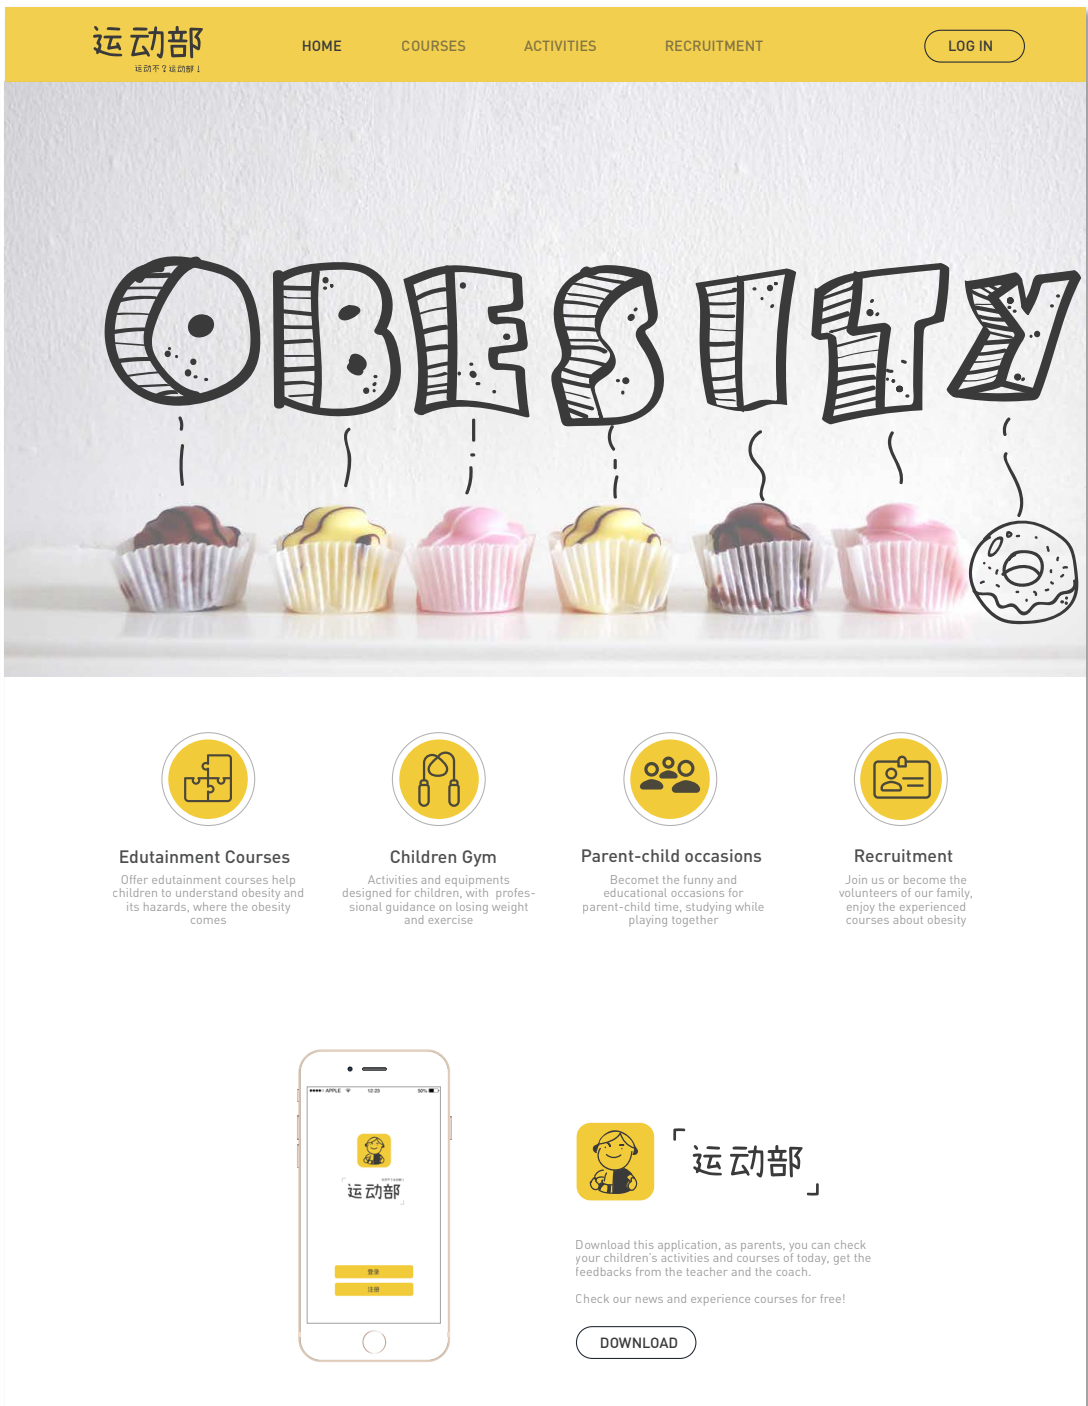 运动部
运动不？运动部！
HOME
COURSES
ACTIVITIES
RECRUITMENT
LOG IN
OBESITY
Edutainment Courses
Offer edutainment courses help
children to understand obesity and
its hazards, where the obesity
comes
Children Gym
Activities and equipments
designed for children, with profes-
sional guidance on losing weight
and exercise
Parent-child occasions
Becomet the funny and
educational occasions for
parent-child time, studying while
playing together
Recruitment
Join us or become the
volunteers of our family,
enjoy the experienced
courses about obesity
APPLE
12:23
50%
运动部
登录
注册
「运动部」
Download this application, as parents, you can check
your children's activities and courses of today, get the
feedbacks from the teacher and the coach.
Check our news and experience courses for free!
DOWNLOAD